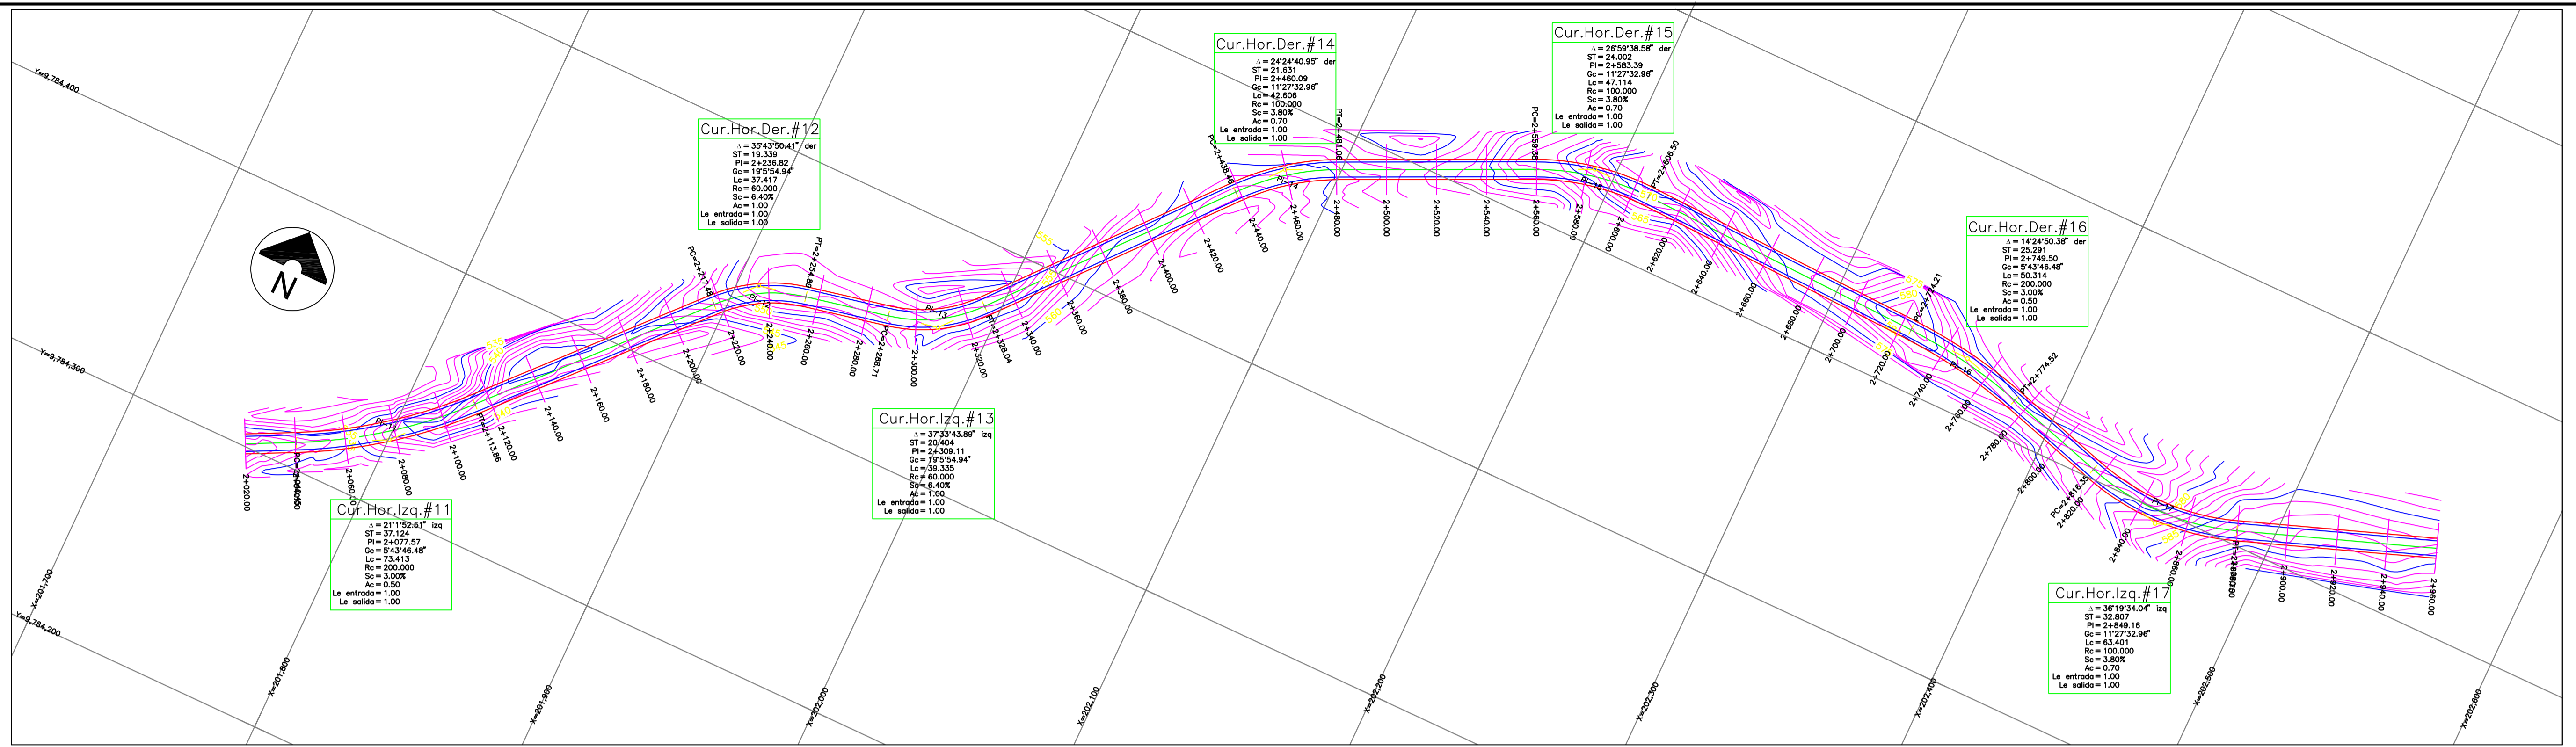 Cur.Hor.Izq.#11
Δ = 21°1'52.51" izq
ST = 37.124
PI = 2+077.57
Gc = 5°43'46.48"
Lc = 73.413
Rc = 200.000
Sc = 3.00%
Ac = 0.50
Le entrada = 1.00
Le salida = 1.00
Cur.Hor.Der.#12
Δ = 35°43'50.41" der
ST = 19.339
PI = 2+236.82
Gc = 19°5'54.94"
Lc = 37.417
Rc = 60.000
Sc = 6.40%
Ac = 1.00
Le entrada = 1.00
Le salida = 1.00
Cur.Hor.Izq.#13
Δ = 37°33'43.89" izq
ST = 20.404
PI = 2+309.11
Gc = 19°5'54.94"
Lc = 39.335
Rc = 60.000
Sc = 6.40%
Ac = 1.00
Le entrada = 1.00
Le salida = 1.00
Cur.Hor.Der.#14
Δ = 24°24'40.95" der
ST = 21.631
PI = 2+460.09
Gc = 11°27'32.96"
Lc = 42.606
Rc = 100.000
Sc = 3.80%
Ac = 0.70
Le entrada = 1.00
Le salida = 1.00
Cur.Hor.Der.#15
Δ = 26°59'38.58" der
ST = 24.002
PI = 2+583.39
Gc = 11°27'32.96"
Lc = 47.114
Rc = 100.000
Sc = 3.80%
Ac = 0.70
Le entrada = 1.00
Le salida = 1.00
Cur.Hor.Der.#16
Δ = 14°24'50.38" der
ST = 25.291
PI = 2+749.50
Gc = 5°43'46.48"
Lc = 50.314
Rc = 200.000
Sc = 3.00%
Ac = 0.50
Le entrada = 1.00
Le salida = 1.00
Cur.Hor.Izq.#17
Δ = 36°19'34.04" izq
ST = 32.807
PI = 2+849.16
Gc = 11°27'32.96"
Lc = 63.401
Rc = 100.000
Sc = 3.80%
Ac = 0.70
Le entrada = 1.00
Le salida = 1.00
Y=9,784,400
Y=9,784,300
Y=9,784,200
X=201,700
X=201,800
X=201,900
X=202,000
X=202,100
X=202,200
X=202,300
X=202,400
X=202,500
X=202,600
N
2+020.00
2+080.00
2+100.00
PT=2+113.86
2+120.00
2+140.00
2+160.00
2+180.00
2+200.00
PC=2+217.48
2+220.00
2+240.00
PT=2+254.89
2+260.00
2+280.00
PC=2+288.71
2+300.00
2+320.00
PT=2+328.04
2+340.00
2+360.00
2+380.00
2+400.00
2+420.00
PC=2+438.46
2+440.00
2+460.00
2+480.00
PT=2+481.06
2+500.00
2+520.00
2+540.00
PC=2+559.38
2+560.00
2+580.00
2+600.00
PT=2+606.50
2+620.00
2+640.00
2+660.00
2+680.00
2+700.00
2+720.00
PC=2+724.21
2+740.00
2+760.00
PT=2+774.52
2+780.00
2+800.00
PC=2+816.35
2+820.00
2+840.00
2+860.00
2+900.00
2+920.00
2+940.00
2+960.00
PI-12
PI-13
PI-14
PI-15
PI-16
535
540
540
555
560
570
565
575
580